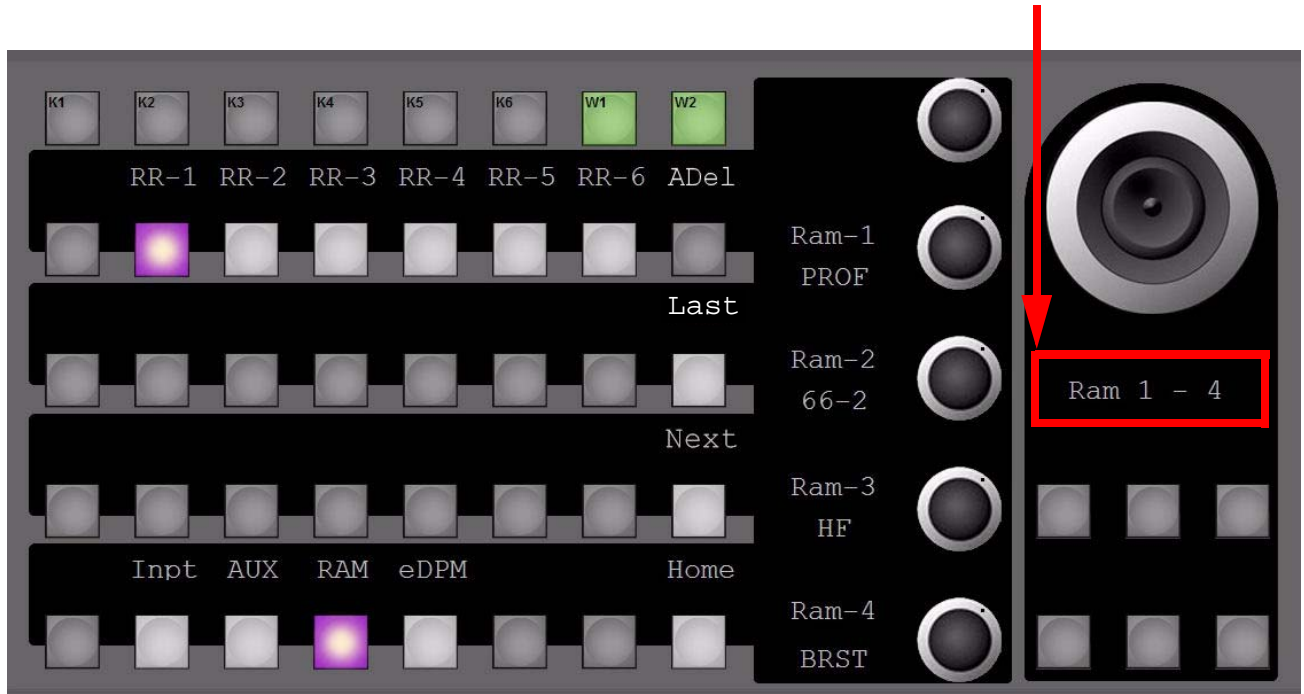 K1 K2 K3 K4 K5 K6 W1 W2
RR-1 RR-2 RR-3 RR-4 RR-5 RR-6 ADel
Last
Next
Inpt AUX RAM eDPM Home
Ram-1
PROF
Ram-2
66-2
Ram-3
HF
Ram-4
BRST
Ram 1 - 4